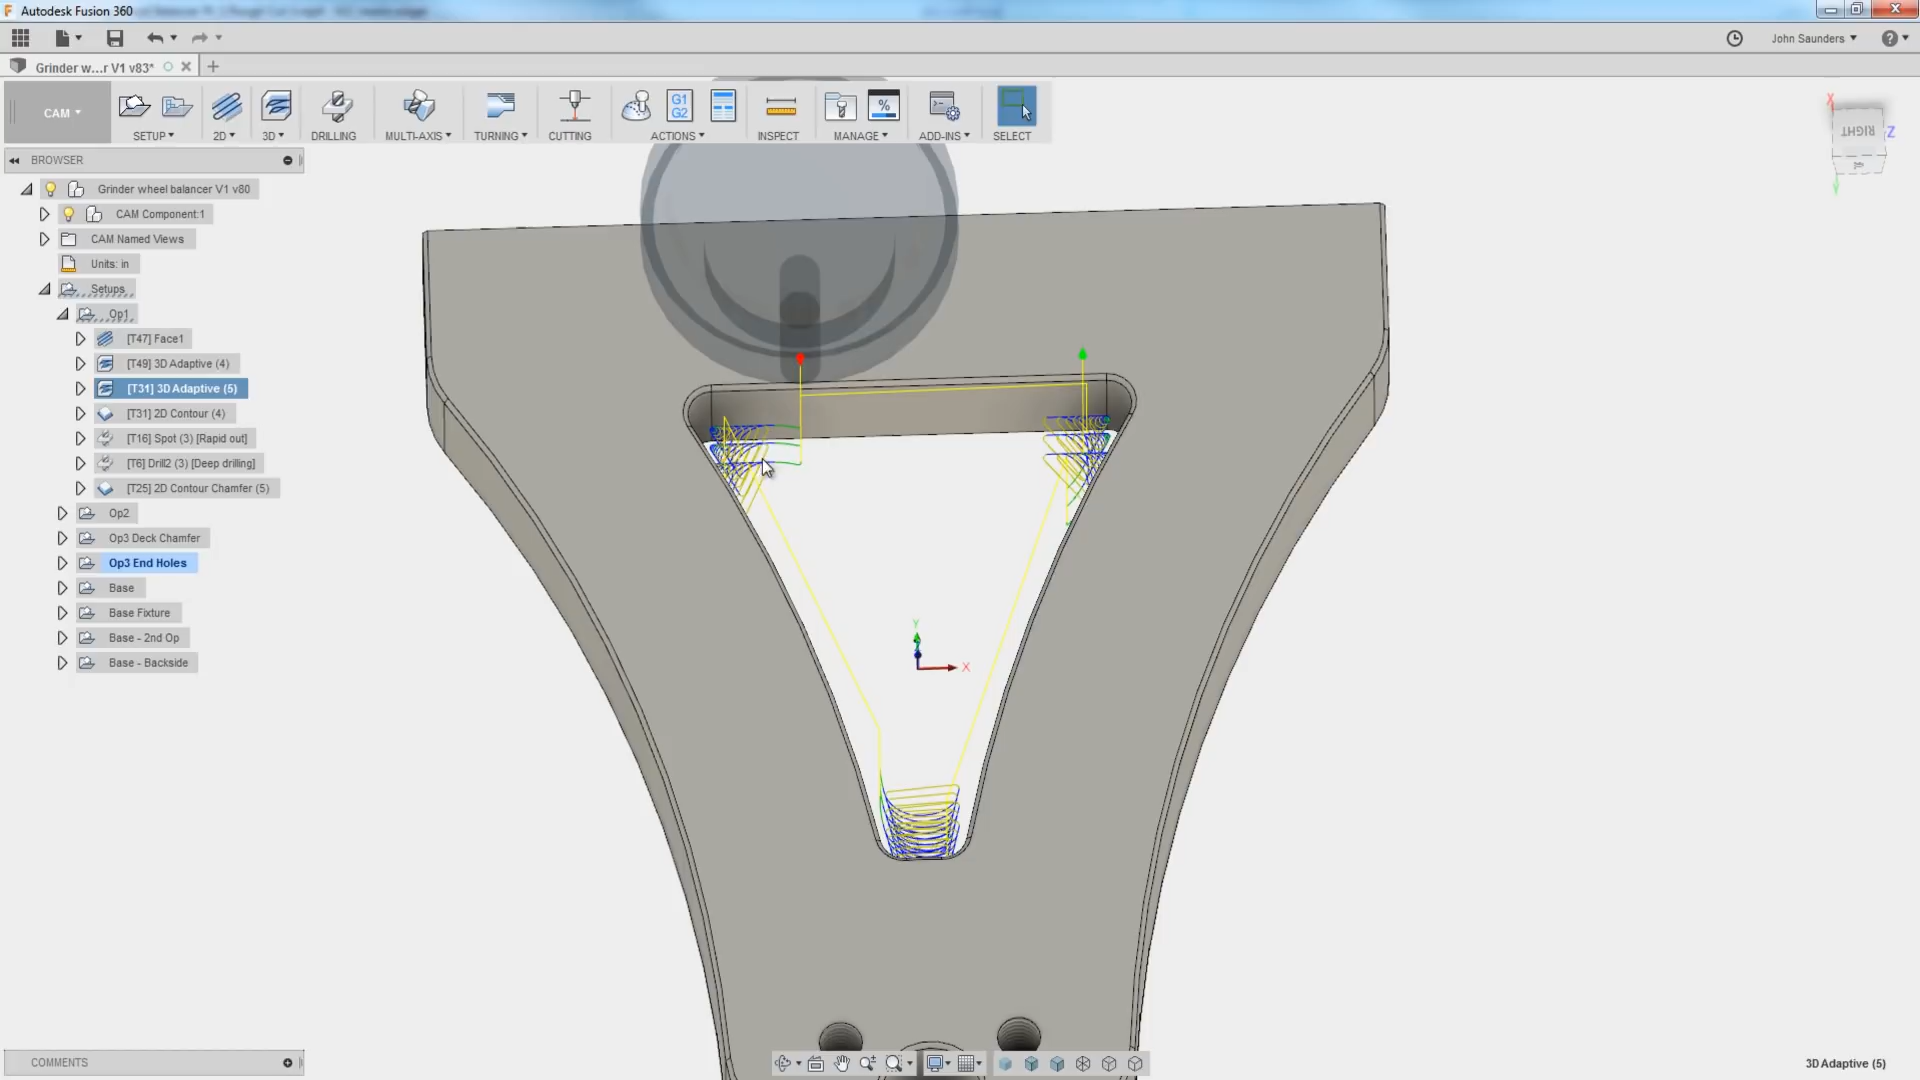 Autodesk Fusion 360
John Saunders
Grinder w...r V1 v83*
CAM
SETUP
2D
3D
DRILLING
MULTI-AXIS
TURNING
CUTTING
G1
G2
ACTIONS
INSPECT
%
MANAGE
ADD-INS
SELECT
X
RIGHT
Z
BROWSER
Grinder wheel balancer V1 v80
CAM Component:1
CAM Named Views
Units: in
Setups
Op1
[T47] Face1
[T49] 3D Adaptive (4)
[T31] 3D Adaptive (5)
[T31] 2D Contour (4)
[T16] Spot (3) [Rapid out]
[T6] Drill2 (3) [Deep drilling]
[T25] 2D Contour Chamfer (5)
Op2
Op3 Deck Chamfer
Op3 End Holes
Base
Base Fixture
Base - 2nd Op
Base - Backside
Y
X
COMMENTS
3D Adaptive (5)